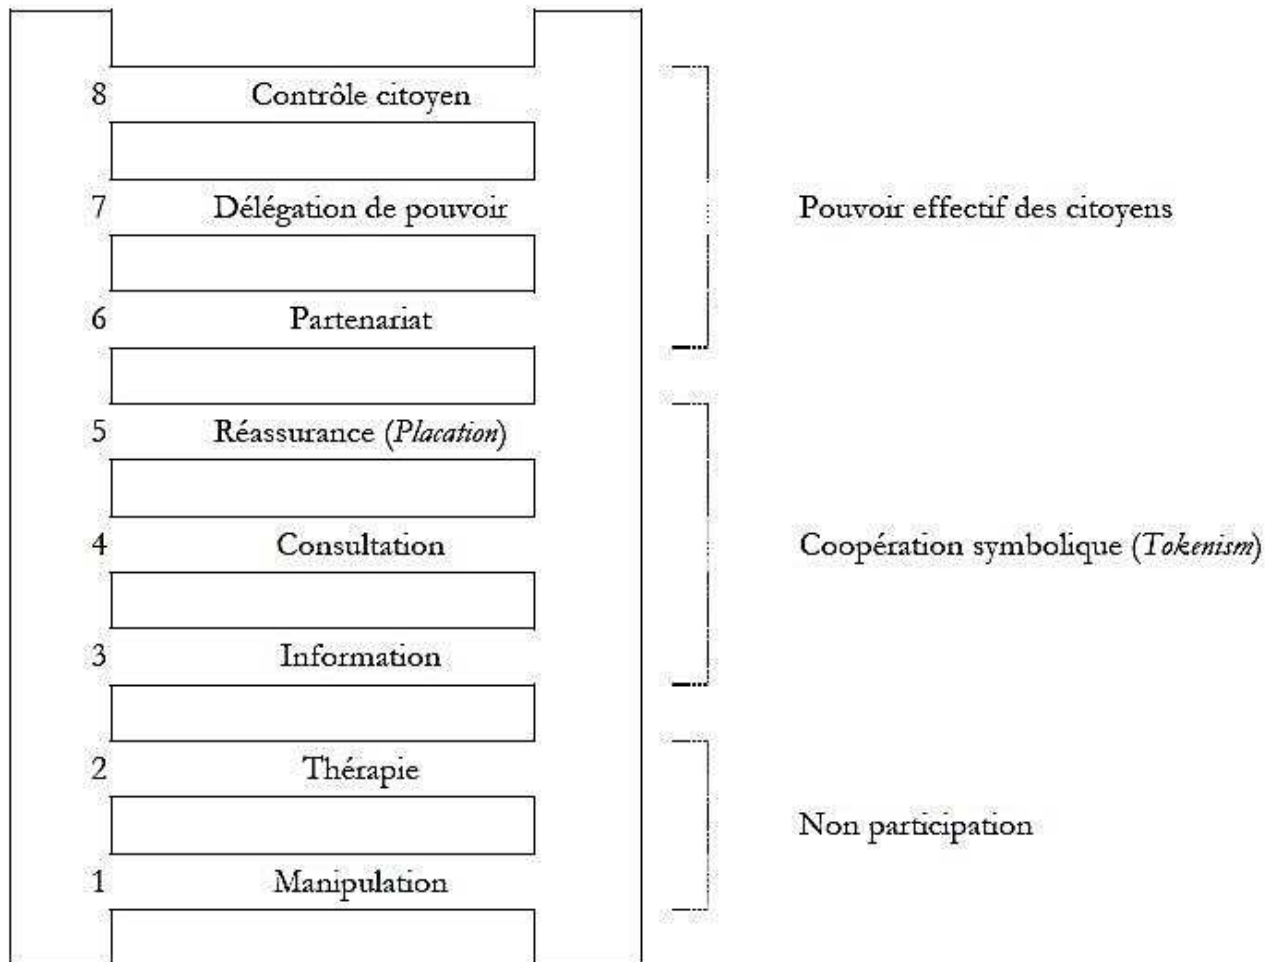 8 Contrôle citoyen
7 Délégation de pouvoir
Pouvoir effectif des citoyens
6 Partenariat
5 Réassurance (Placation)
4 Consultation
Coopération symbolique (Tokenism)
3 Information
2 Thérapie
Non participation
1 Manipulation